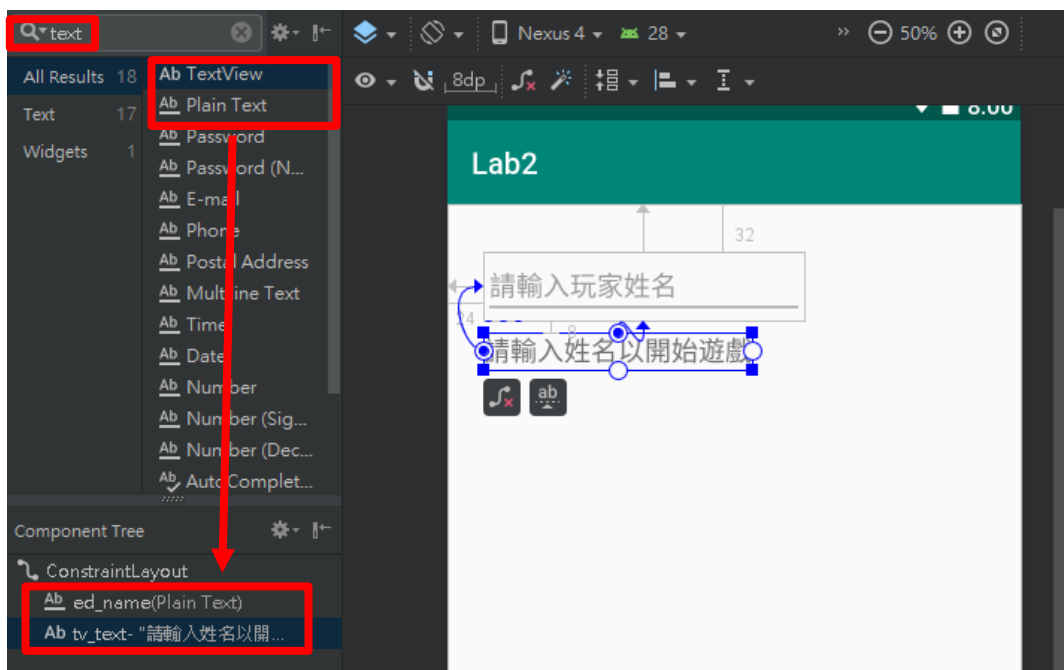 text
All Results 18
Text 17
Widgets 1
Ab TextView
Ab Plain Text
Ab Password
Ab Password (N...
Ab E-mail
Ab Phone
Ab Postal Address
Ab Multiline Text
Ab Time
Ab Date
Ab Number
Ab Number (Sig...
Ab Number (Dec...
Ab AutoComplet...
Component Tree
ConstraintLayout
Ab ed_name(Plain Text)
Ab tv_text- "請輸入姓名以開...
Nexus 4 28 » 50%
8dp
8:00
Lab2
32
請輸入玩家姓名
24
8
請輸入姓名以開始遊戲
ab